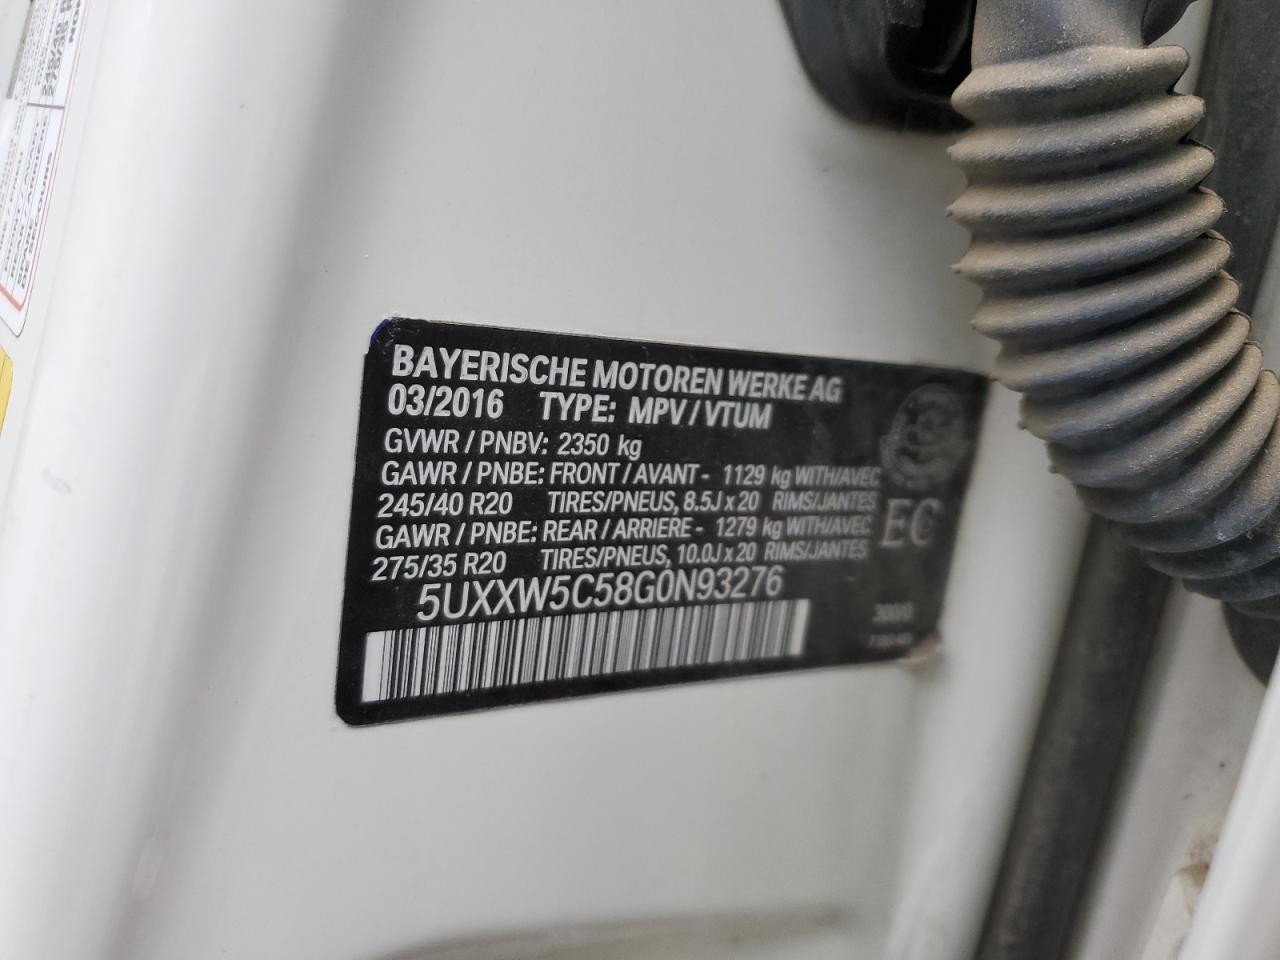 BAYERISCHE MOTOREN WERKE AG
03/2016 TYPE: MPV / VTUM
GVWR / PNBV: 2350 kg
GAWR / PNBE: FRONT / AVANT - 1129 kg WITH/AVEC
245/40 R20 TIRES/PNEUS, 8.5J x 20 RIMS/JANTES
GAWR / PNBE: REAR / ARRIERE - 1279 kg WITH/AVEC
275/35 R20 TIRES/PNEUS, 10.0J x 20 RIMS/JANTES
5UXXW5C58G0N93276
EC